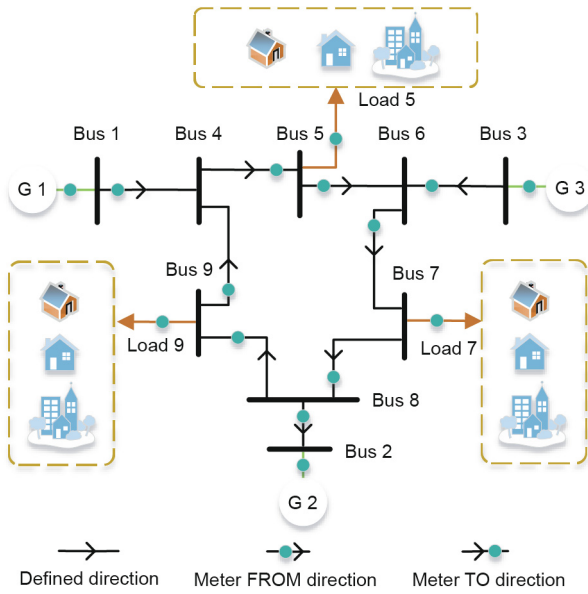 Load 5
Bus 1
Bus 4
Bus 5
Bus 6
Bus 3
G 1
G 3
Bus 9
Bus 7
Load 9
Load 7
Bus 8
Bus 2
G 2
Defined direction
Meter FROM direction
Meter TO direction